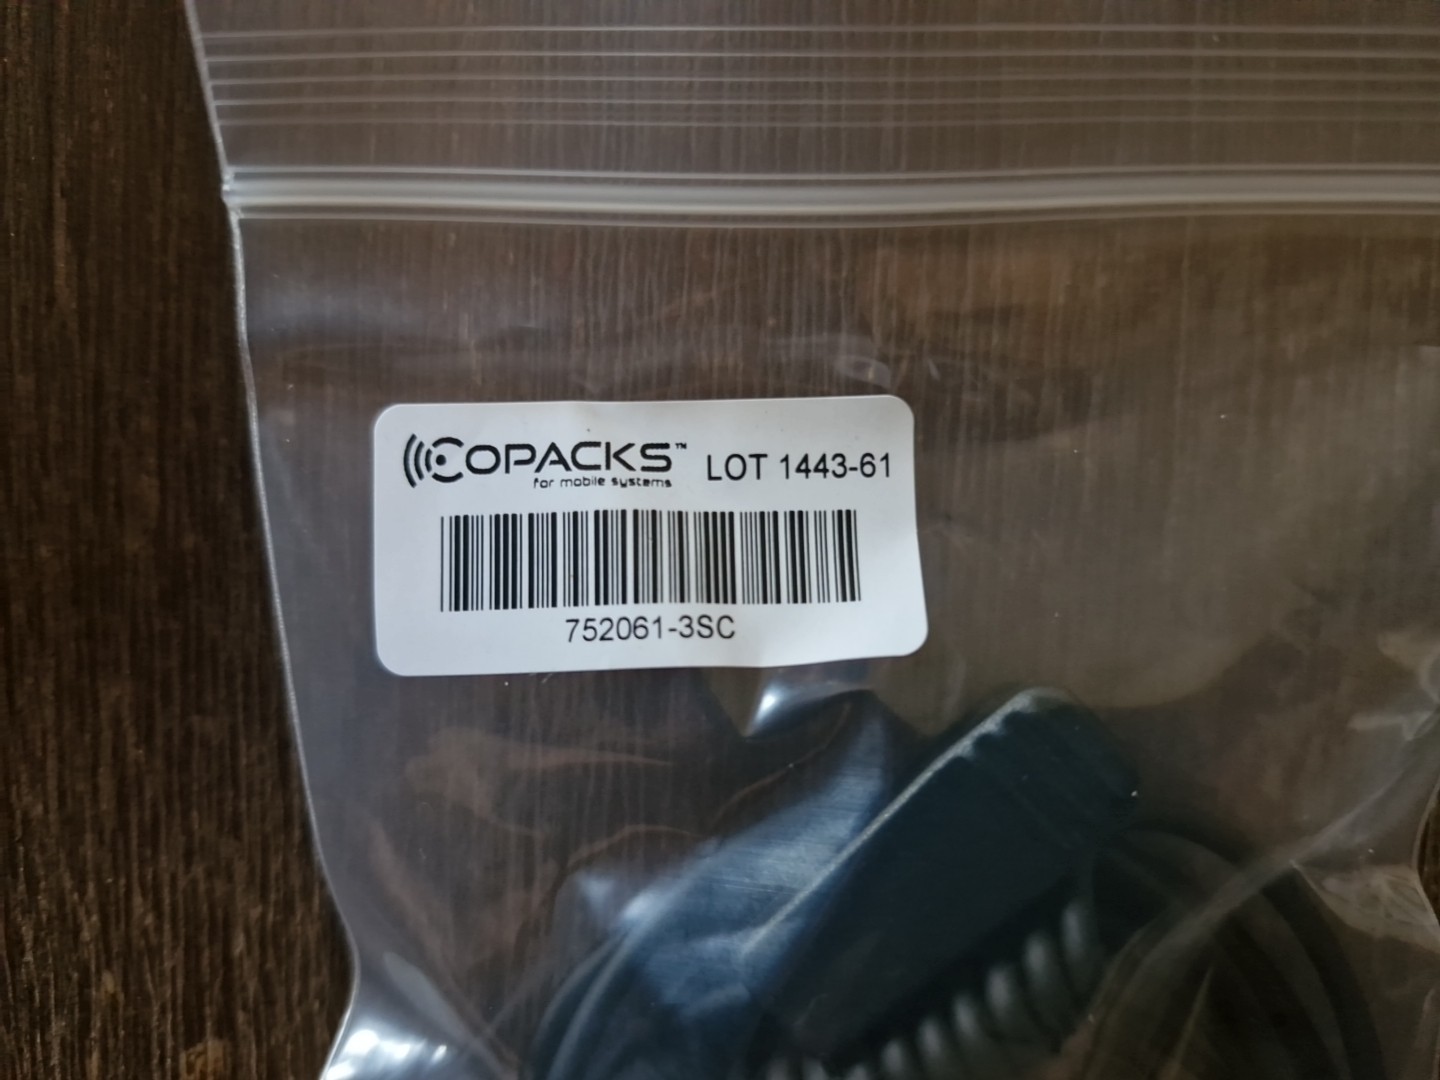 COPACKS™ LOT 1443-61
for mobile systems
752061-3SC